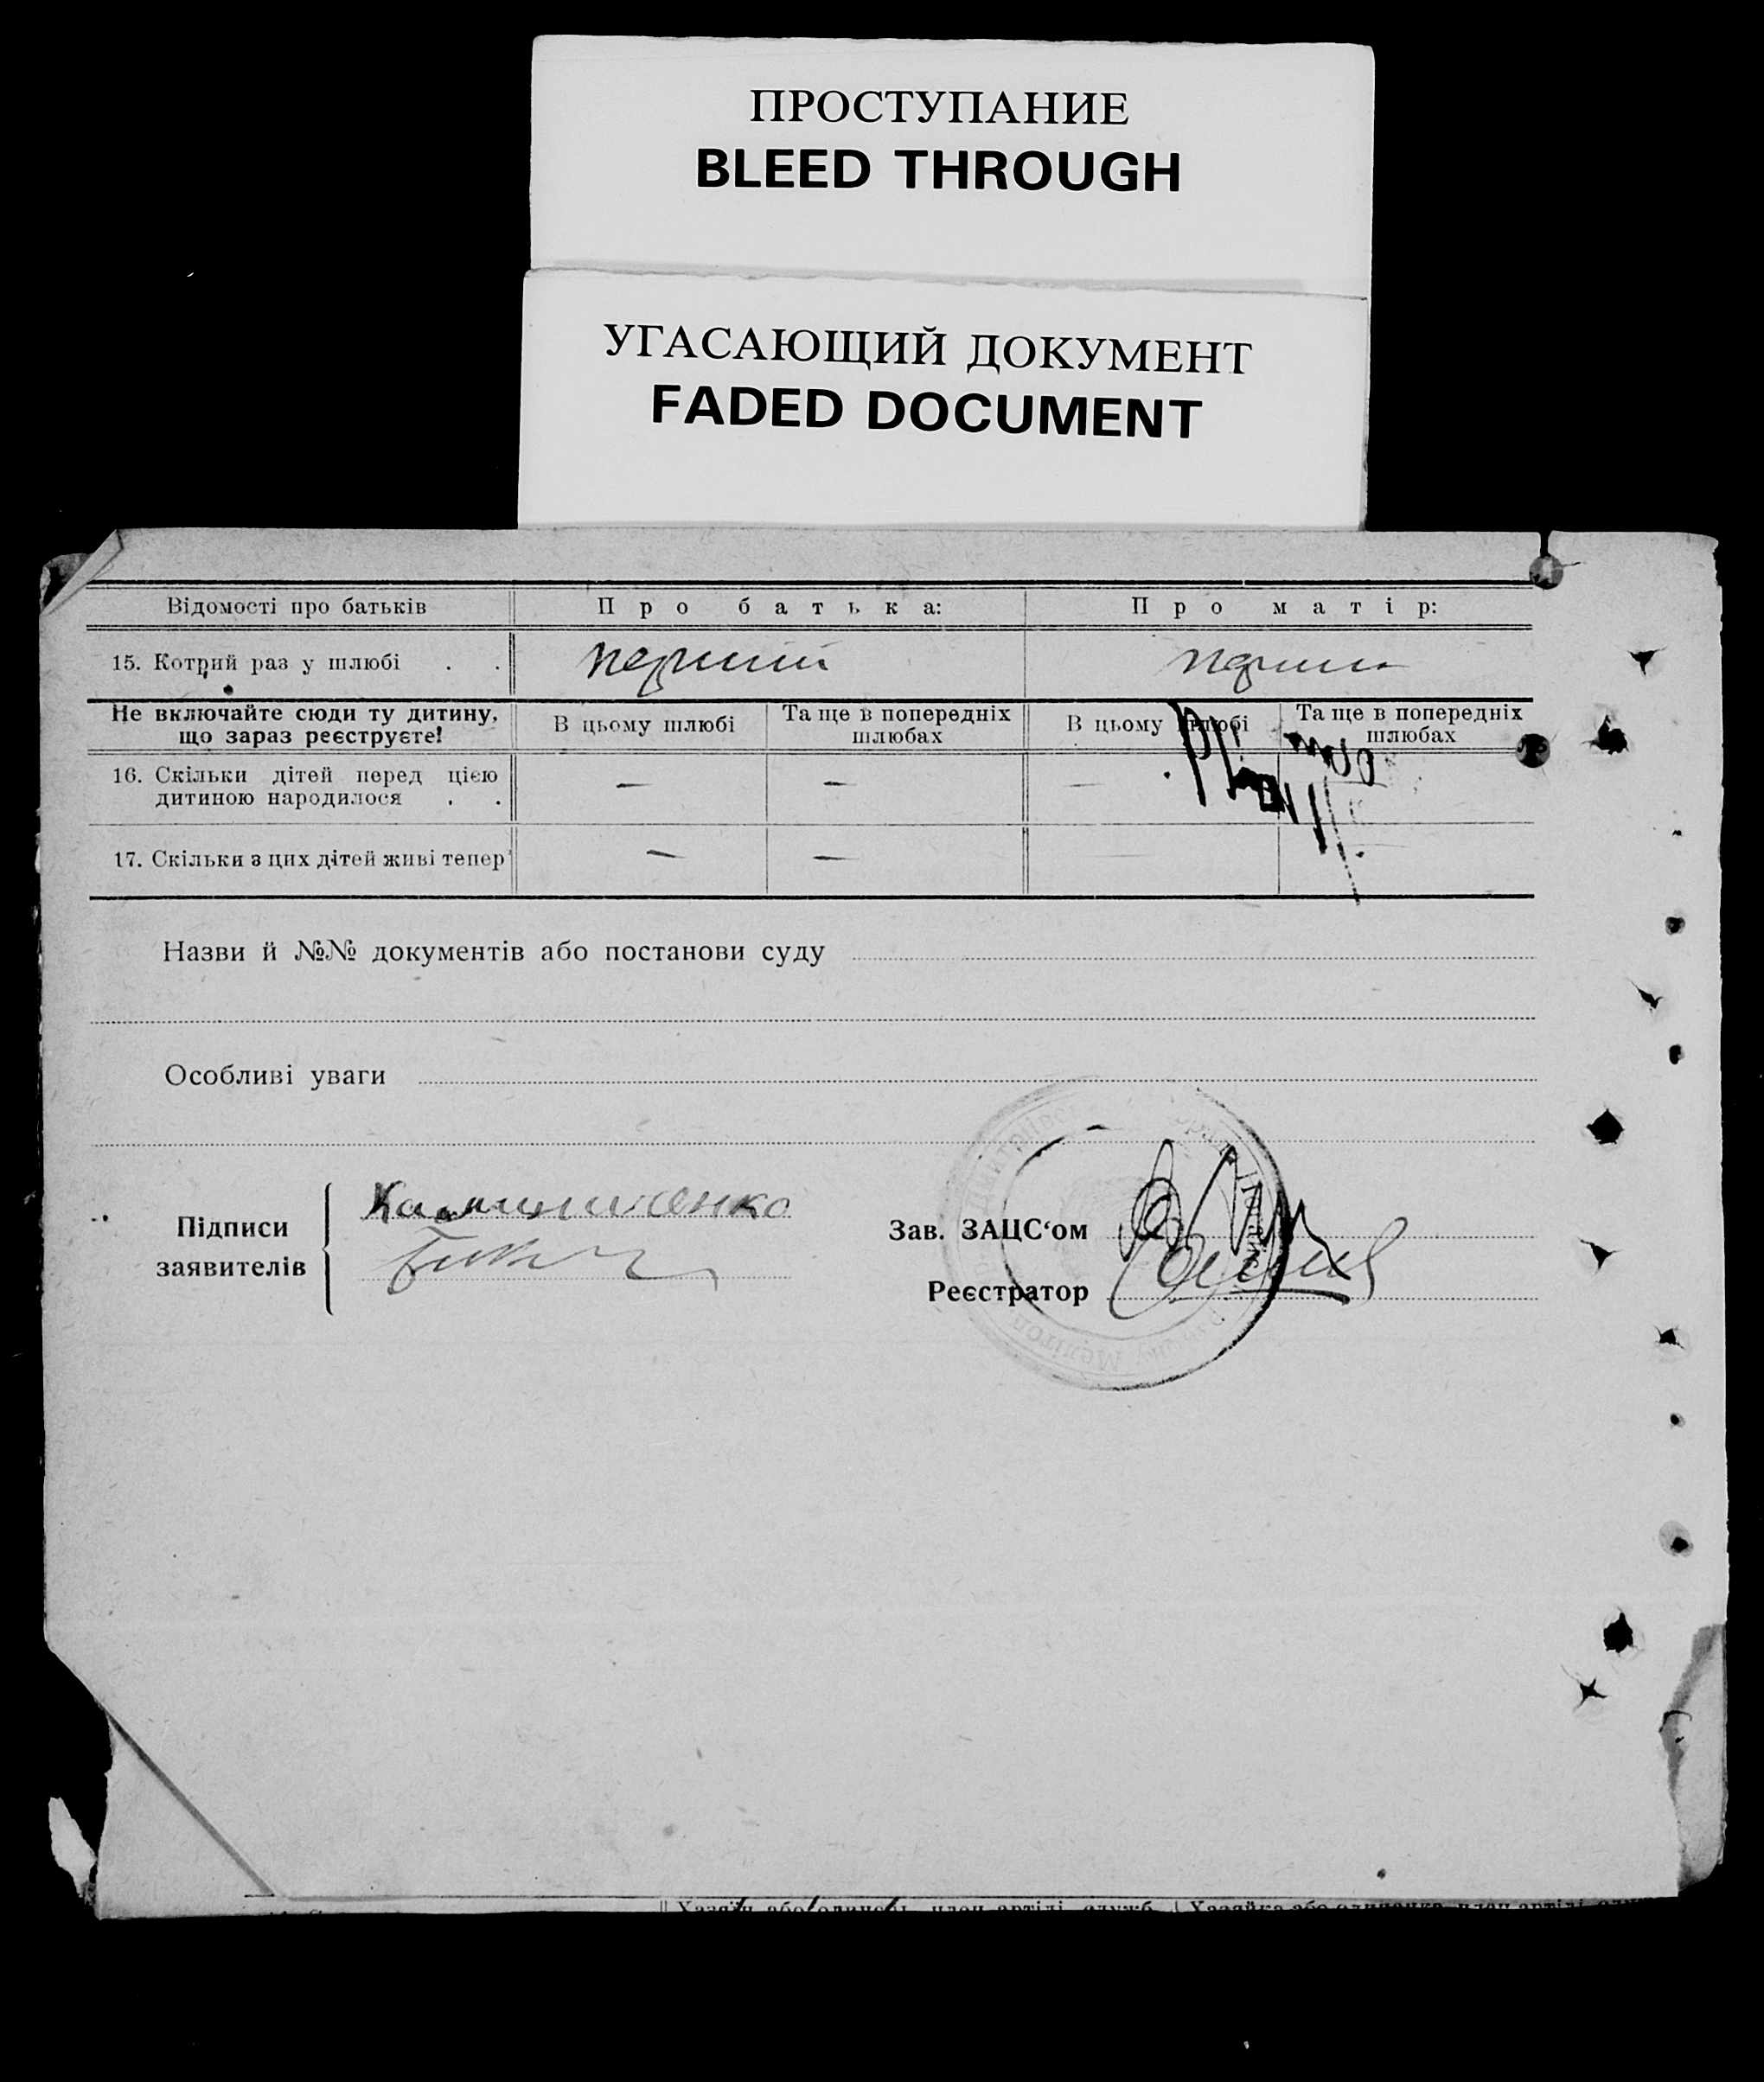 ПРОСТУПАНИЕ
BLEED THROUGH
УГАСАЮЩИЙ ДОКУМЕНТ
FADED DOCUMENT
Відомості про батьків Про батька: Про матір:
15. Котрий раз у шлюбі . . перший
Не включайте сюди ту дитину, що зараз реєструєте! В цьому шлюбі Та ще в попередніх шлюбах В цьому шлюбі Та ще в попередніх шлюбах
16. Скільки дітей перед цією — — —
дитиною народилося . .
17. Скільки з цих дітей живі тепер — —
Назви й №№ документів або постанови суду
Особливі уваги
Підписи заявителів
Зав. ЗАЦС‘ом
Реєстратор